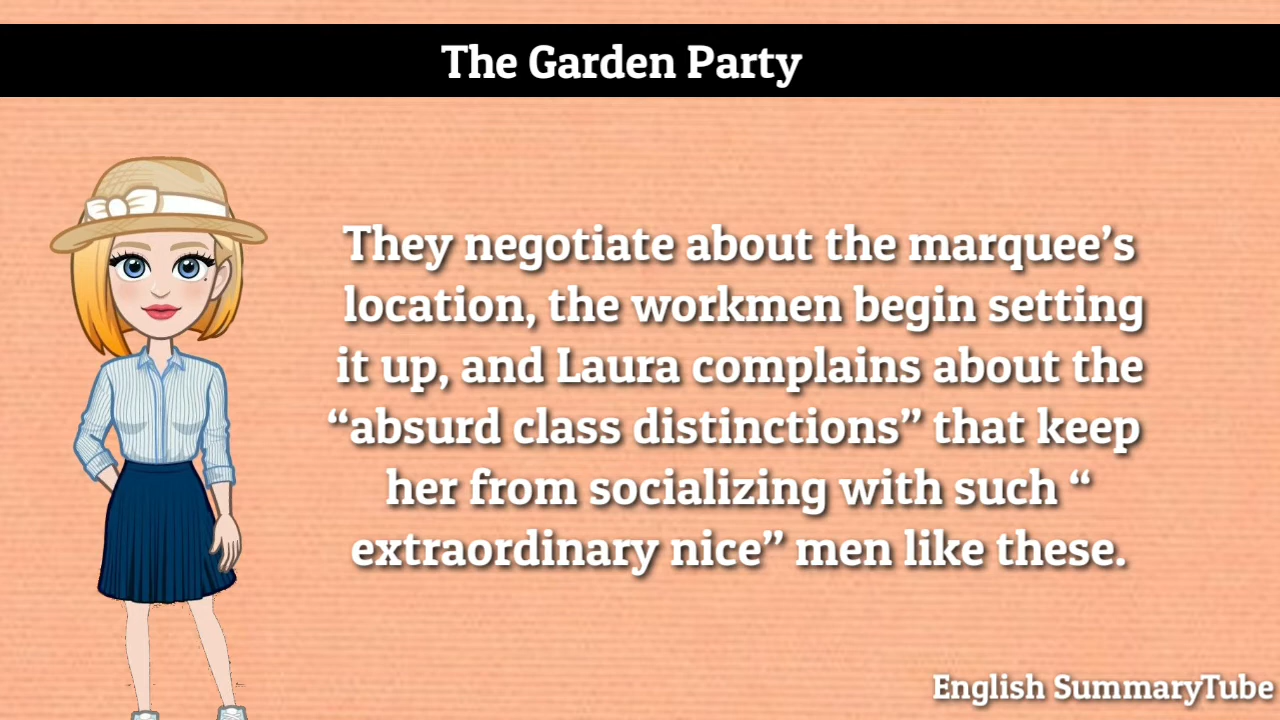 The Garden Party
They negotiate about the marquee’s
location, the workmen begin setting
it up, and Laura complains about the
“absurd class distinctions” that keep
her from socializing with such “
extraordinary nice” men like these.
English SummaryTube